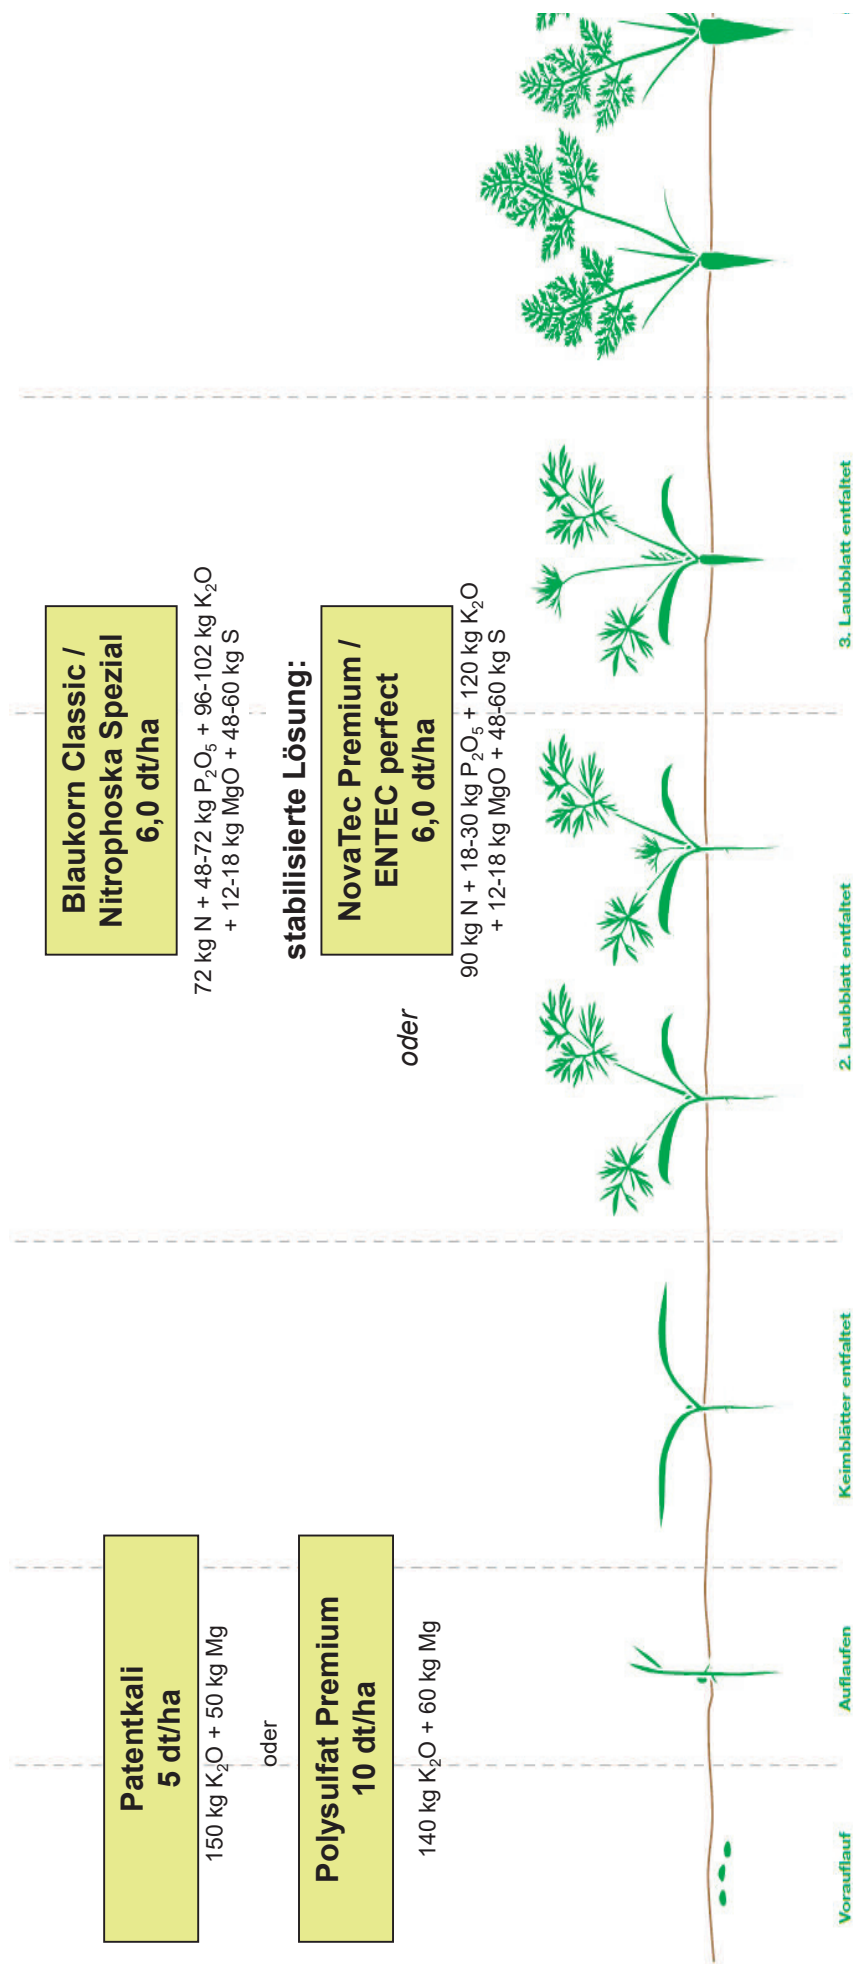 Patentkali
5 dt/ha
150 kg K₂O + 50 kg Mg
oder
Polysulfat Premium
10 dt/ha
140 kg K₂O + 60 kg Mg
Blaukorn Classic /
Nitrophoska Spezial
6,0 dt/ha
72 kg N + 48-72 kg P₂O₅ + 96-102 kg K₂O
+ 12-18 kg MgO + 48-60 kg S
stabilisierte Lösung:
oder
NovaTec Premium /
ENTEC perfect
6,0 dt/ha
90 kg N + 18-30 kg P₂O₅ + 120 kg K₂O
+ 12-18 kg MgO + 48-60 kg S
Vorauflauf
Auflaufen
Keimblätter entfaltet
2. Laubblatt entfaltet
3. Laubblatt entfaltet